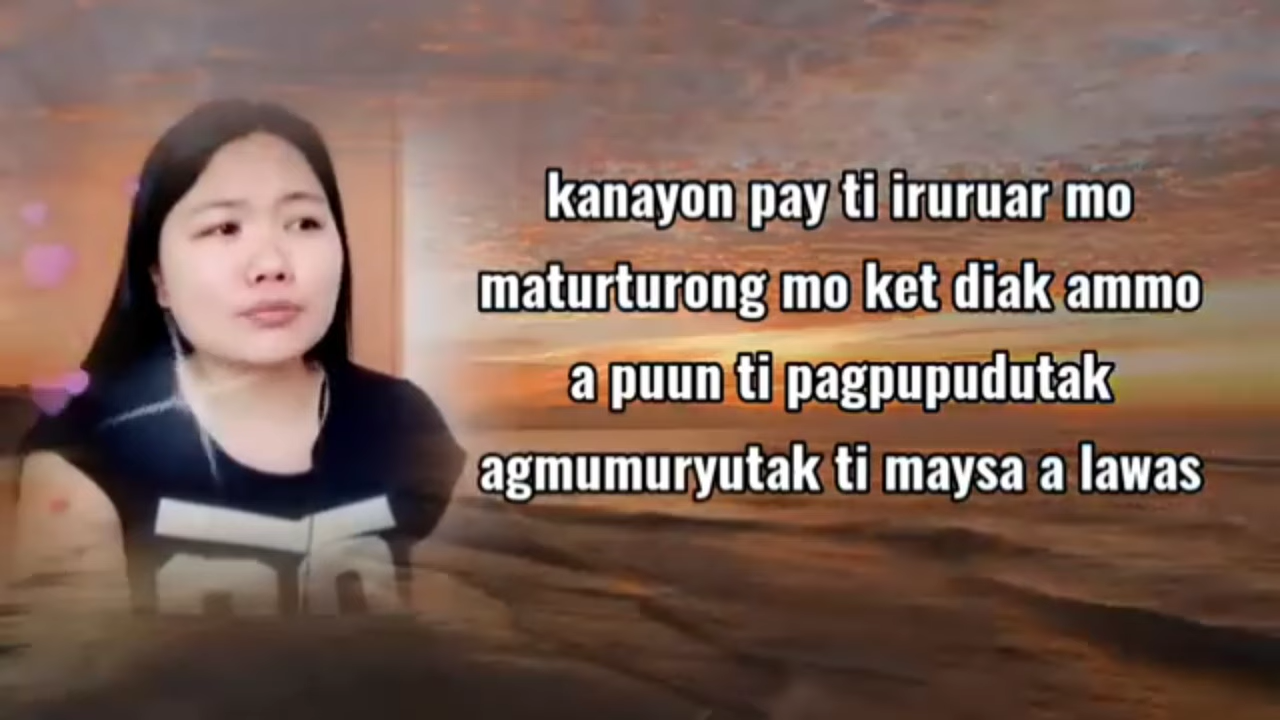 kanayon pay ti iruruar mo
maturturong mo ket diak ammo
a puun ti pagpupudutak
agmumuryutak ti maysa a lawas